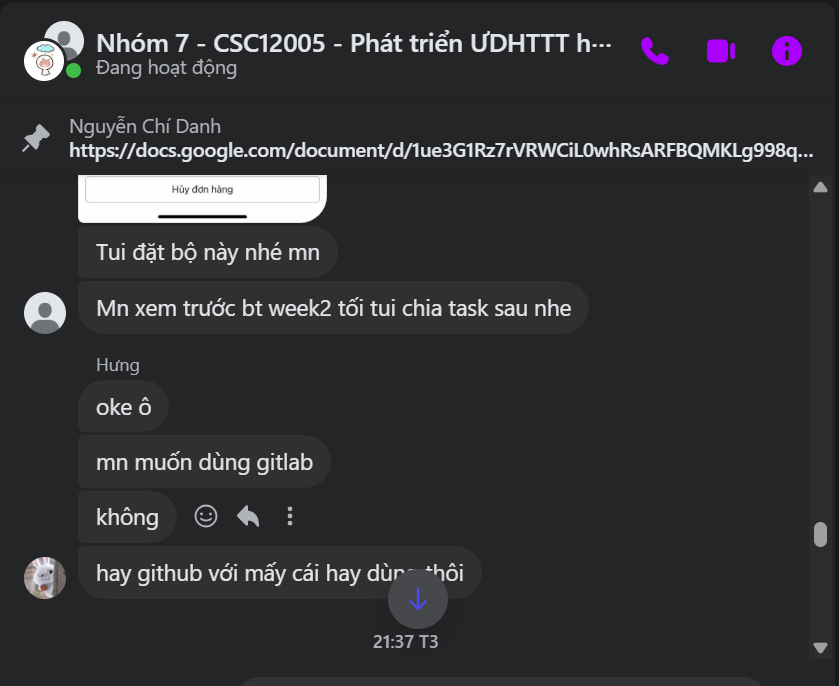 Nhóm 7 - CSC12005 - Phát triển ƯDHTTT h...
Đang hoạt động
Nguyễn Chí Danh
https://docs.google.com/document/d/1ue3G1Rz7rVRWCiL0whRsARFBQMKLg998q...
Hủy đơn hàng
Tui đặt bộ này nhé mn
Mn xem trước bt week2 tối tui chia task sau nhe
Hưng
oke ô
mn muốn dùng gitlab
không
hay github với mấy cái hay dùng thôi
21:37 T3